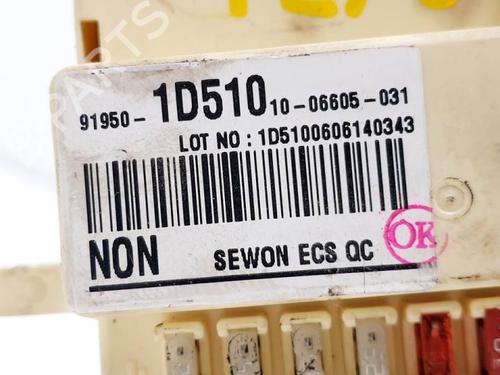 91950- 1D510 10-06605-031
LOT NO : 1D5100606140343
NON SEWON ECS QC OK